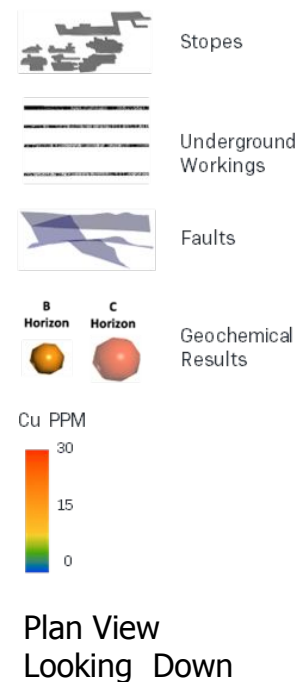 Stopes
Underground
Workings
Faults
B
Horizon
C
Horizon
Geochemical
Results
Cu PPM
30
15
0
Plan View
Looking Down